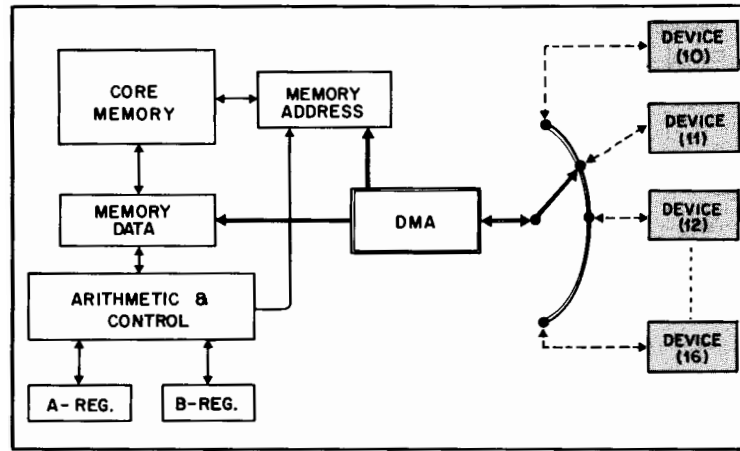 CORE
MEMORY
MEMORY
ADDRESS
DEVICE
(10)
DEVICE
(11)
MEMORY
DATA
DMA
DEVICE
(12)
ARITHMETIC &
CONTROL
DEVICE
(16)
A-REG.
B-REG.